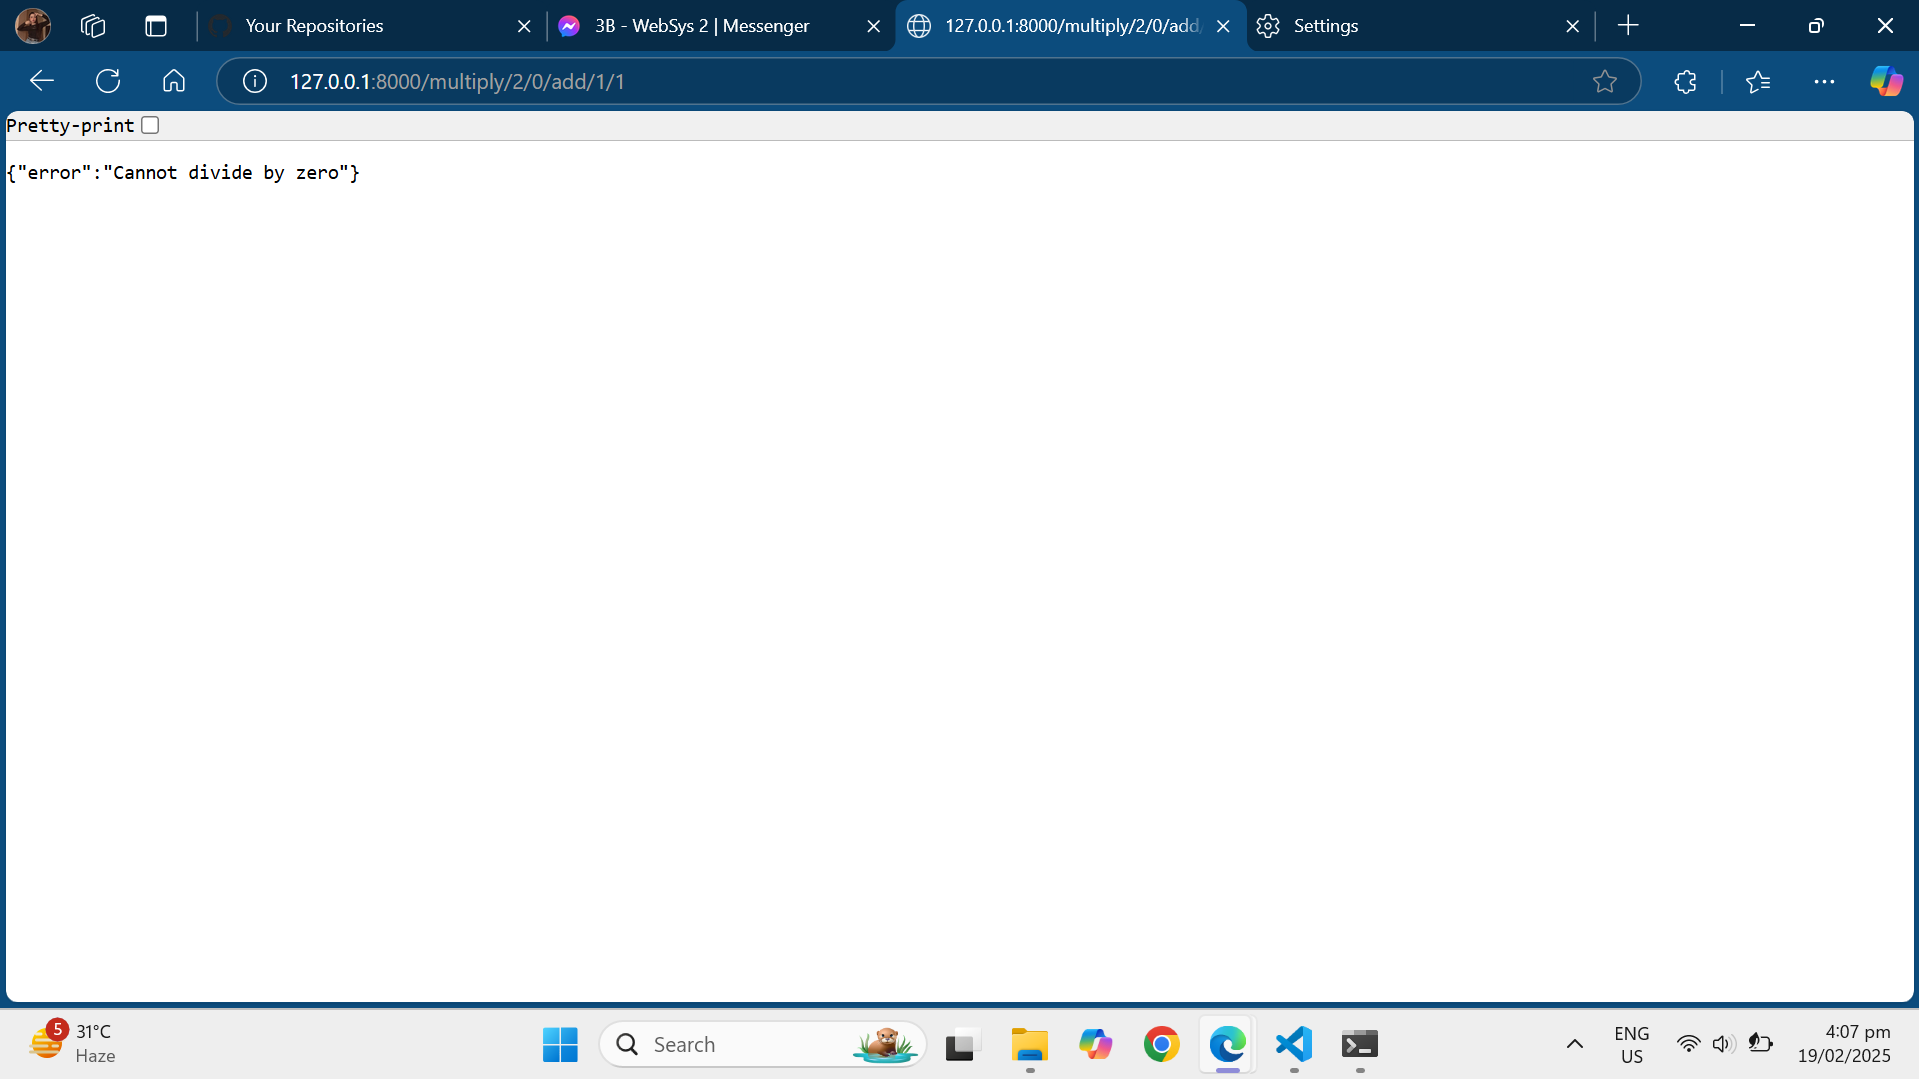 Your Repositories
3B - WebSys 2 | Messenger
127.0.0.1:8000/multiply/2/0/add/
Settings
127.0.0.1:8000/multiply/2/0/add/1/1
Pretty-print
{"error":"Cannot divide by zero"}
5
31°C
Haze
Search
ENG
US
4:07 pm
19/02/2025